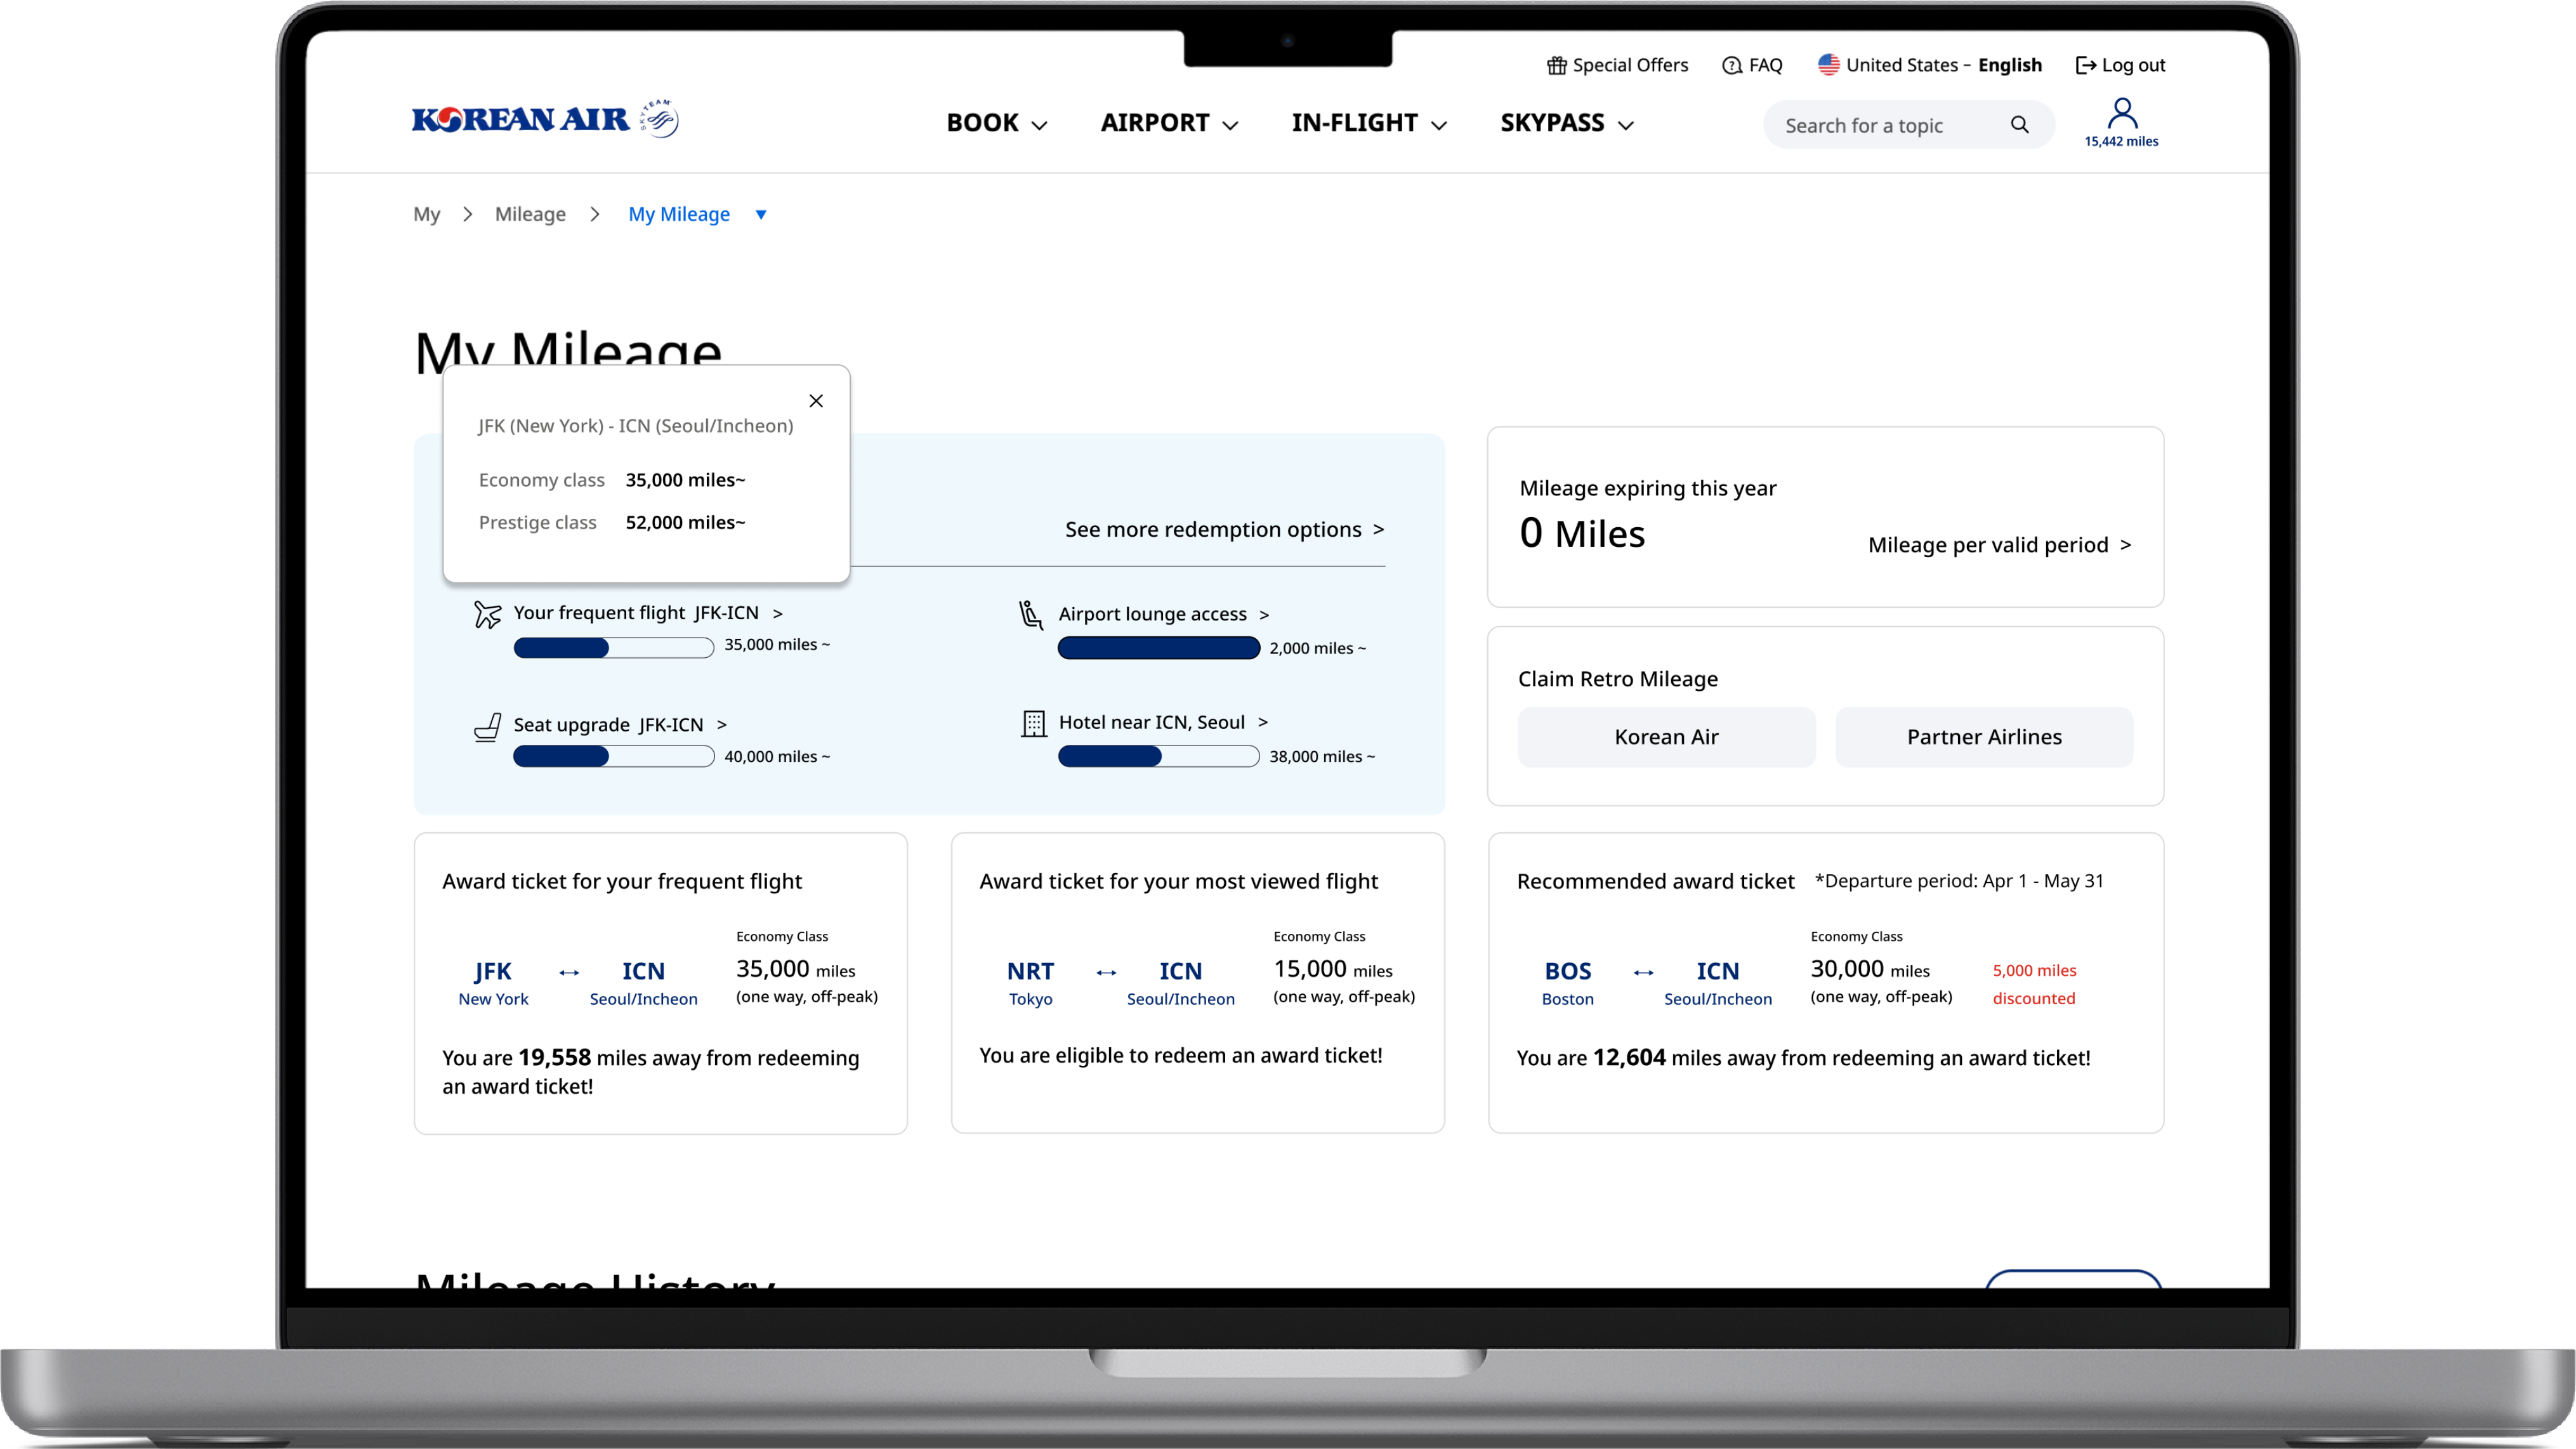 Special Offers
FAQ
United States - English
Log out
KOREAN AIR
SKYTEAM
BOOK
AIRPORT
IN-FLIGHT
SKYPASS
Search for a topic
15,442 miles
My > Mileage > My Mileage ▼
My Mileage
JFK (New York) - ICN (Seoul/Incheon)
Economy class 35,000 miles~
Prestige class 52,000 miles~
See more redemption options >
Your frequent flight JFK-ICN >
35,000 miles ~
Airport lounge access >
2,000 miles ~
Seat upgrade JFK-ICN >
40,000 miles ~
Hotel near ICN, Seoul >
38,000 miles ~
Mileage expiring this year
0 Miles
Mileage per valid period >
Claim Retro Mileage
Korean Air
Partner Airlines
Award ticket for your frequent flight
Economy Class
JFK ↔ ICN 35,000 miles
New York Seoul/Incheon (one way, off-peak)
You are 19,558 miles away from redeeming
an award ticket!
Award ticket for your most viewed flight
Economy Class
NRT ↔ ICN 15,000 miles
Tokyo Seoul/Incheon (one way, off-peak)
You are eligible to redeem an award ticket!
Recommended award ticket *Departure period: Apr 1 - May 31
Economy Class
BOS ↔ ICN 30,000 miles 5,000 miles
Boston Seoul/Incheon (one way, off-peak) discounted
You are 12,604 miles away from redeeming an award ticket!
Mileage History